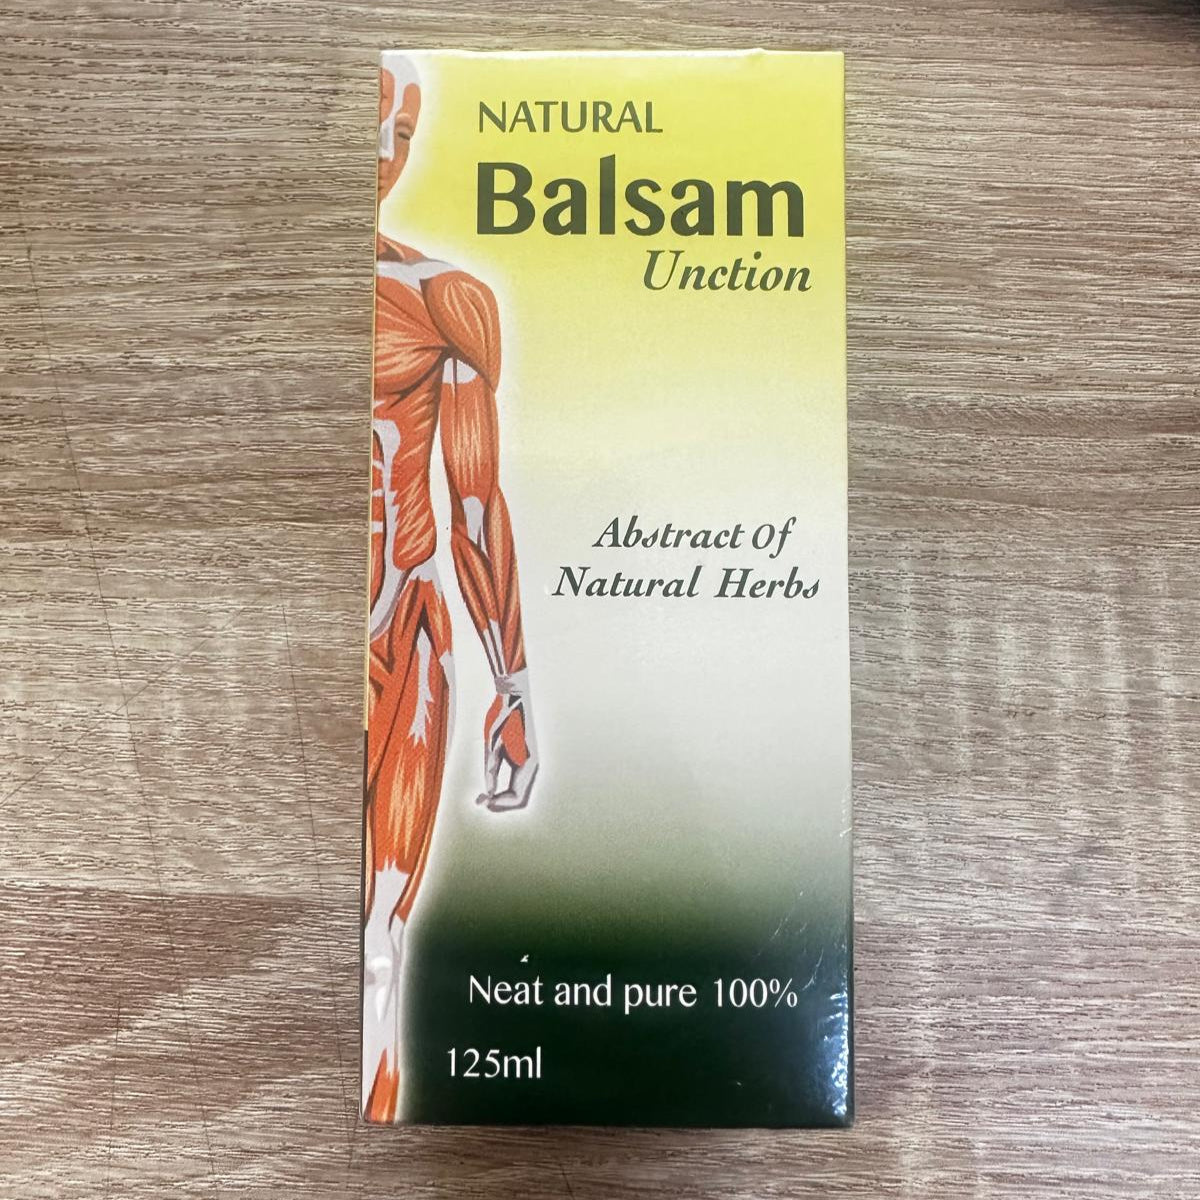 NATURAL
Balsam
Unction
Abstract Of
Natural Herbs
Neat and pure 100%
125ml